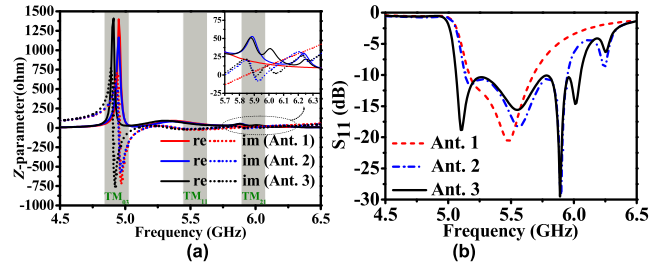 1500
1250
1000
750
500
250
0
-250
-500
-750
-1000
Z-parameter(ohm)
50
25
0
-25
5.7 5.8 5.9 6.0 6.1 6.2 6.3
re im (Ant. 1)
re im (Ant. 2)
re im (Ant. 3)
TM
TM11
TM21
4.5 5.0 5.5 6.0 6.5
Frequency (GHz)
(a)
0
-5
-10
-15
-20
-25
-30
S11 (dB)
Ant. 1
Ant. 2
Ant. 3
4.5 5.0 5.5 6.0 6.5
Frequency (GHz)
(b)